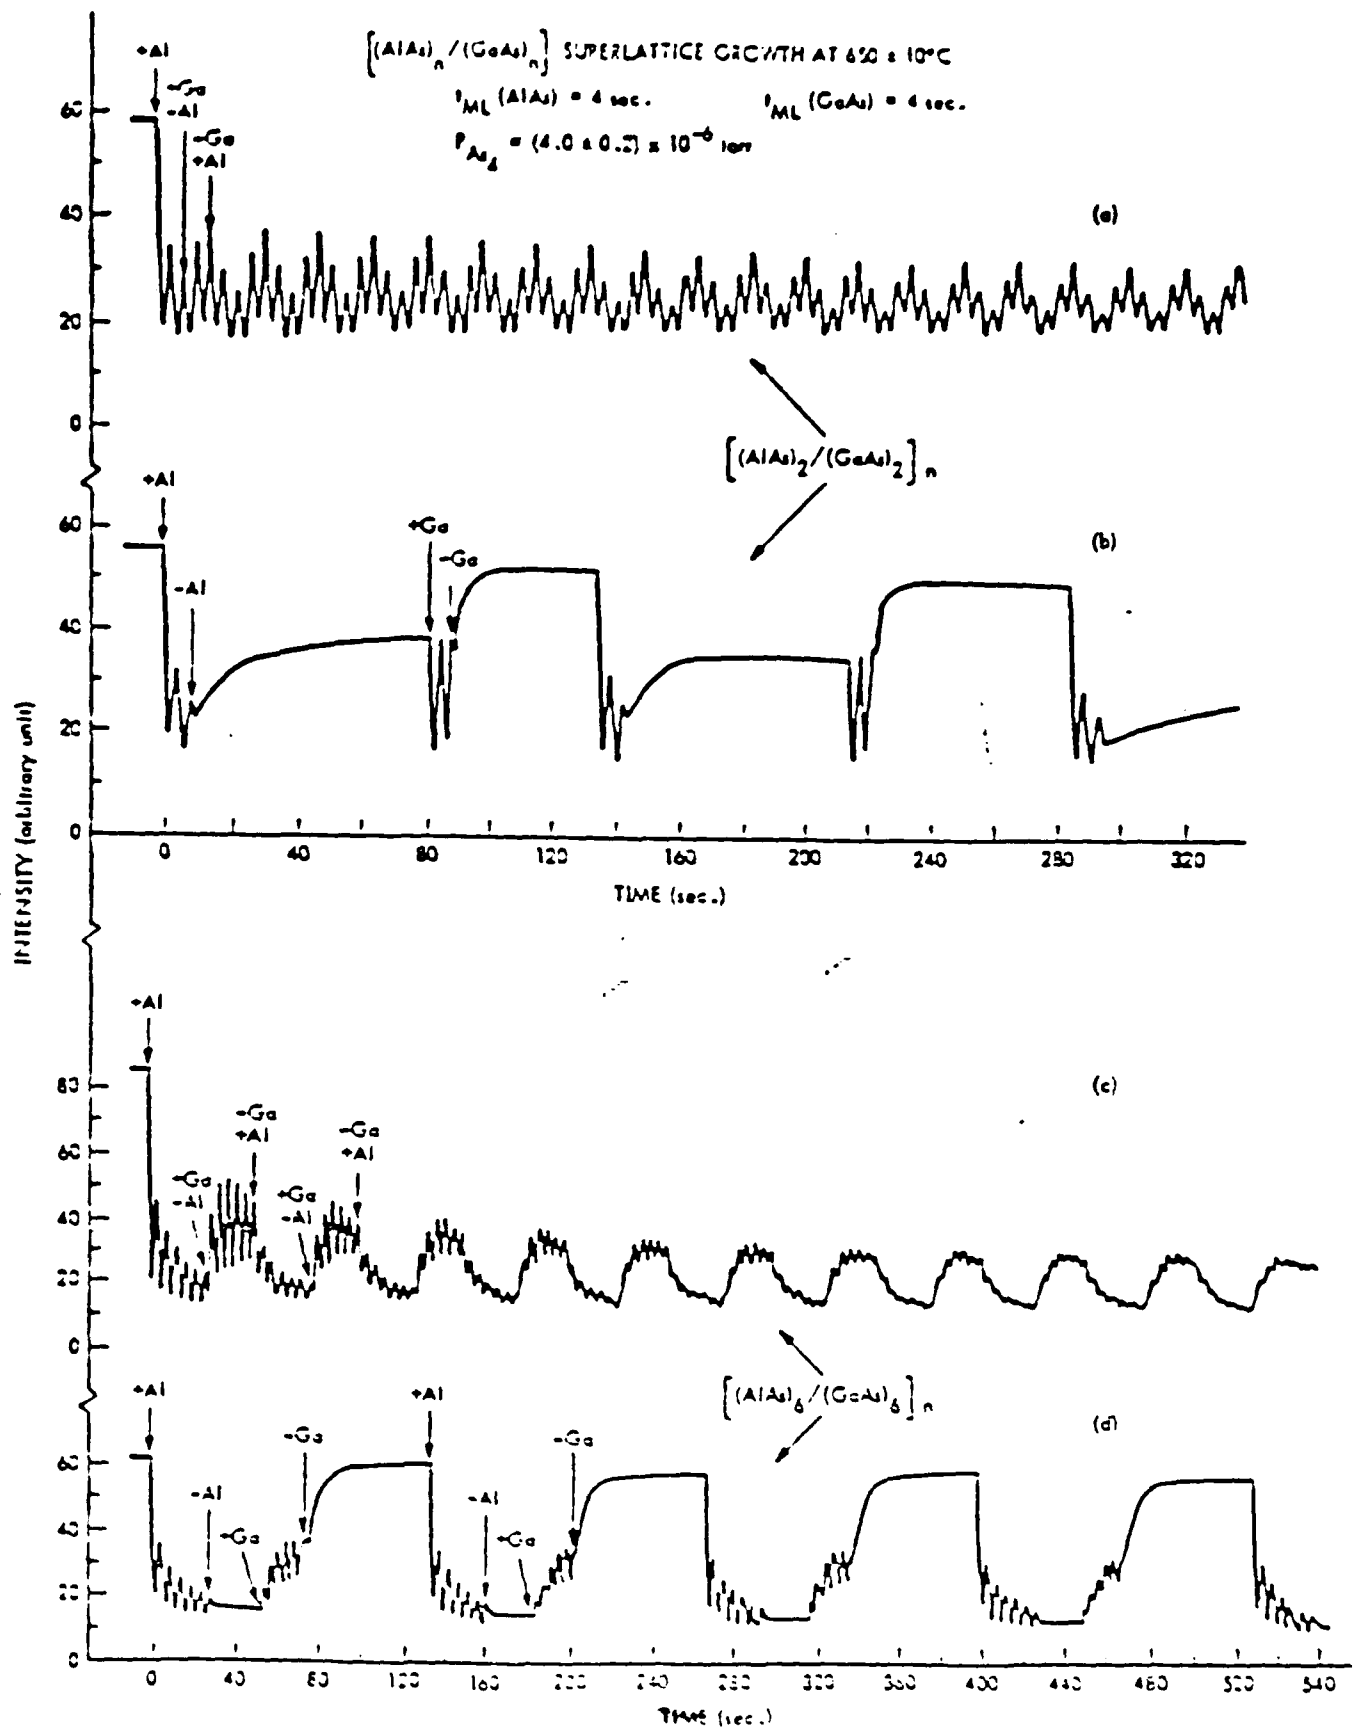 [(AlAs)n/(GaAs)n] SUPERLATTICE GROWTH AT 650 ± 10°C
tML (AlAs) = 4 sec. tML (GaAs) = 4 sec.
PAs4 = (4.0 ± 0.2) x 10⁻⁶ torr
+Al
+Ga
-Al
-Ga
+Al
60
40
20
0
(a)
[(AlAs)2/(GaAs)2]n
+Al
-Al
+Ga
-Ga
60
40
20
0
(b)
0 40 80 120 160 200 240 280 320
TIME (sec.)
INTENSITY (arbitrary unit)
+Al
+Ga
-Al
-Ga
+Al
+Ga
-Al
-Ga
+Al
80
60
40
20
0
(c)
[(AlAs)6/(GaAs)6]n
+Al
-Al
+Ga
-Ga
+Al
-Al
+Ga
-Ga
60
40
20
0
(d)
0 40 80 120 160 200 240 280 320 360 400 440 480 520 540
TIME (sec.)